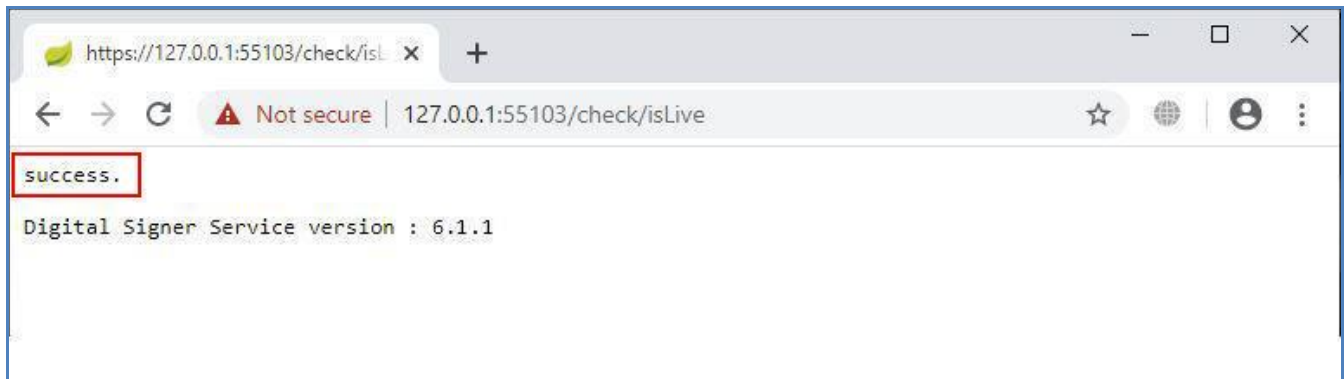 https://127.0.0.1:55103/check/isL
Not secure | 127.0.0.1:55103/check/isLive
success.
Digital Signer Service version : 6.1.1